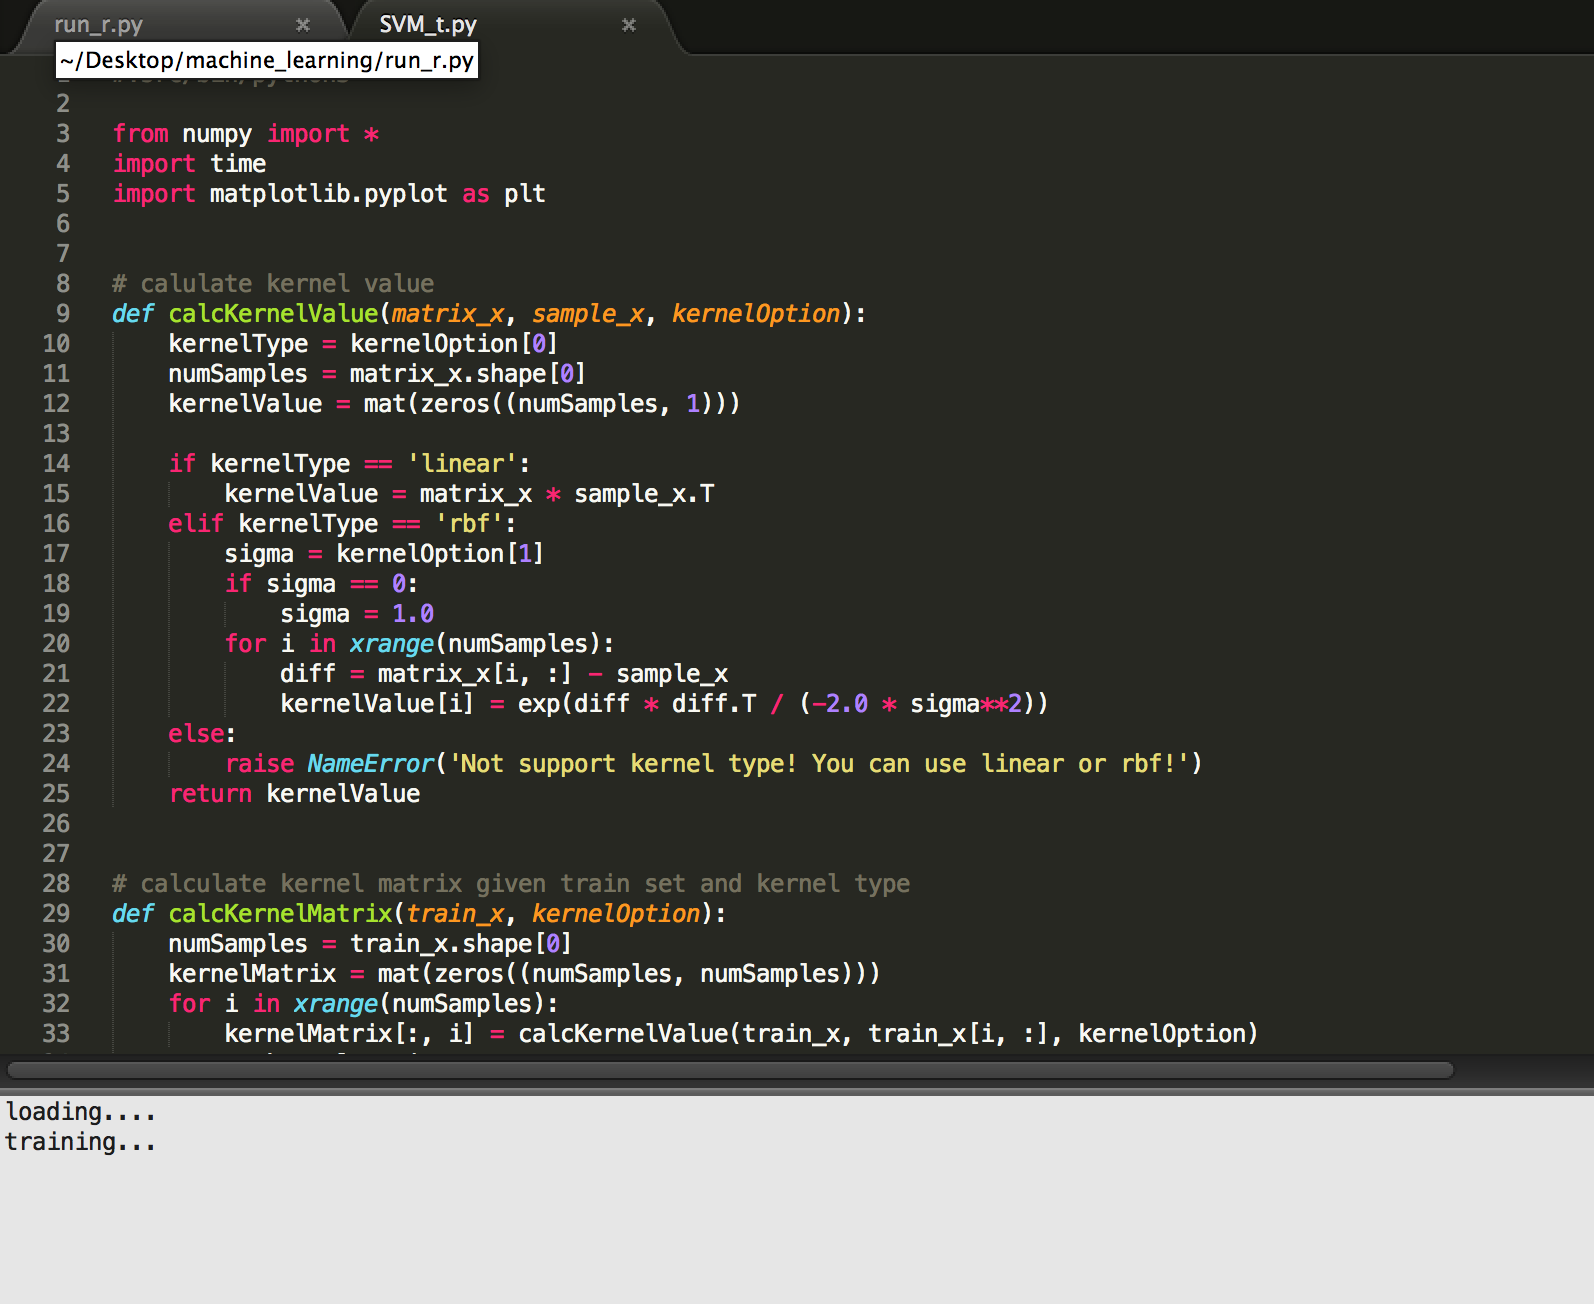 run_r.py
SVM_t.py
~/Desktop/machine_learning/run_r.py
2
3 from numpy import *
4 import time
5 import matplotlib.pyplot as plt
6
7
8 # calulate kernel value
9 def calcKernelValue(matrix_x, sample_x, kernelOption):
10 kernelType = kernelOption[0]
11 numSamples = matrix_x.shape[0]
12 kernelValue = mat(zeros((numSamples, 1)))
13
14 if kernelType == 'linear':
15 kernelValue = matrix_x * sample_x.T
16 elif kernelType == 'rbf':
17 sigma = kernelOption[1]
18 if sigma == 0:
19 sigma = 1.0
20 for i in xrange(numSamples):
21 diff = matrix_x[i, :] - sample_x
22 kernelValue[i] = exp(diff * diff.T / (-2.0 * sigma**2))
23 else:
24 raise NameError('Not support kernel type! You can use linear or rbf!')
25 return kernelValue
26
27
28 # calculate kernel matrix given train set and kernel type
29 def calcKernelMatrix(train_x, kernelOption):
30 numSamples = train_x.shape[0]
31 kernelMatrix = mat(zeros((numSamples, numSamples)))
32 for i in xrange(numSamples):
33 kernelMatrix[:, i] = calcKernelValue(train_x, train_x[i, :], kernelOption)
loading....
training...